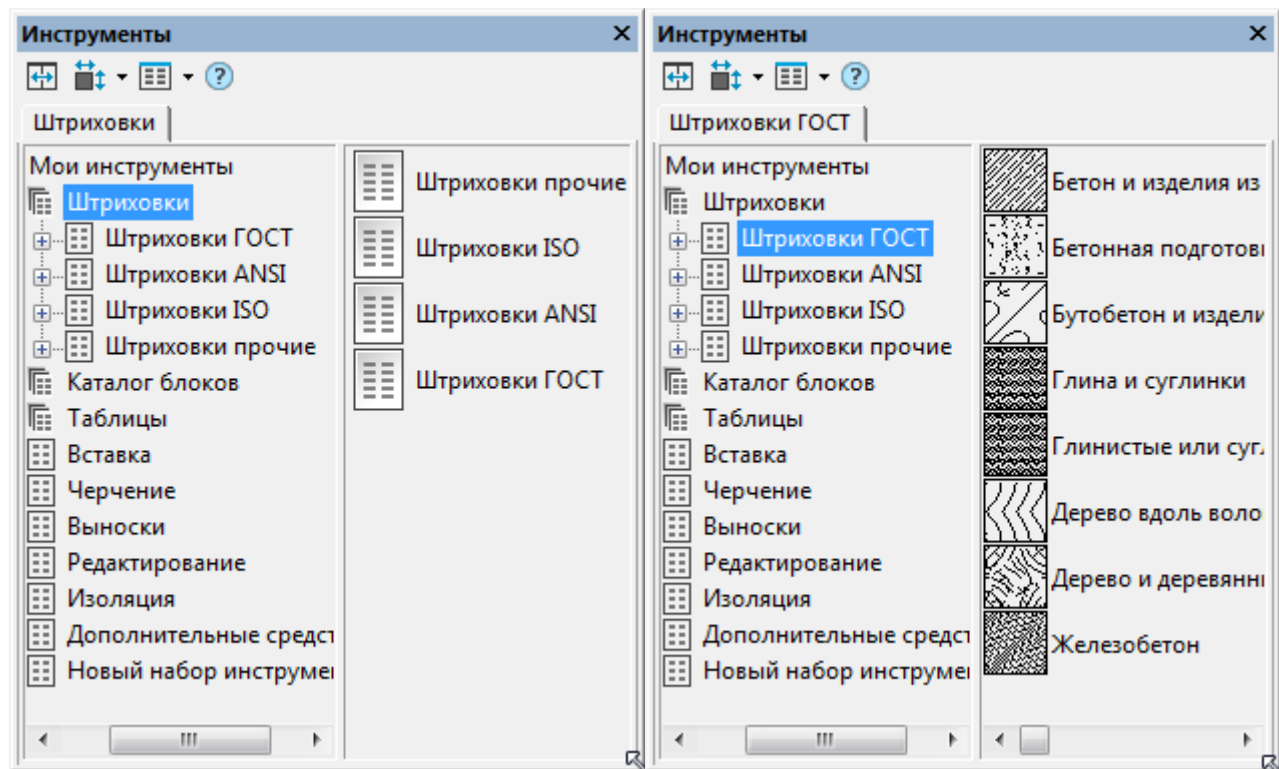 Инструменты
Штриховки
Мои инструменты
Штриховки
Штриховки ГОСТ
Штриховки ANSI
Штриховки ISO
Штриховки прочие
Каталог блоков
Таблицы
Вставка
Черчение
Выноски
Редактирование
Изоляция
Дополнительные средст
Новый набор инструмен
Штриховки прочие
Штриховки ISO
Штриховки ANSI
Штриховки ГОСТ
Инструменты
Штриховки ГОСТ
Мои инструменты
Штриховки
Штриховки ГОСТ
Штриховки ANSI
Штриховки ISO
Штриховки прочие
Каталог блоков
Таблицы
Вставка
Черчение
Выноски
Редактирование
Изоляция
Дополнительные средст
Новый набор инструмен
Бетон и изделия из
Бетонная подготов
Бутобетон и издели
Глина и суглинки
Глинистые или суг
Дерево вдоль воло
Дерево и деревянн
Железобетон